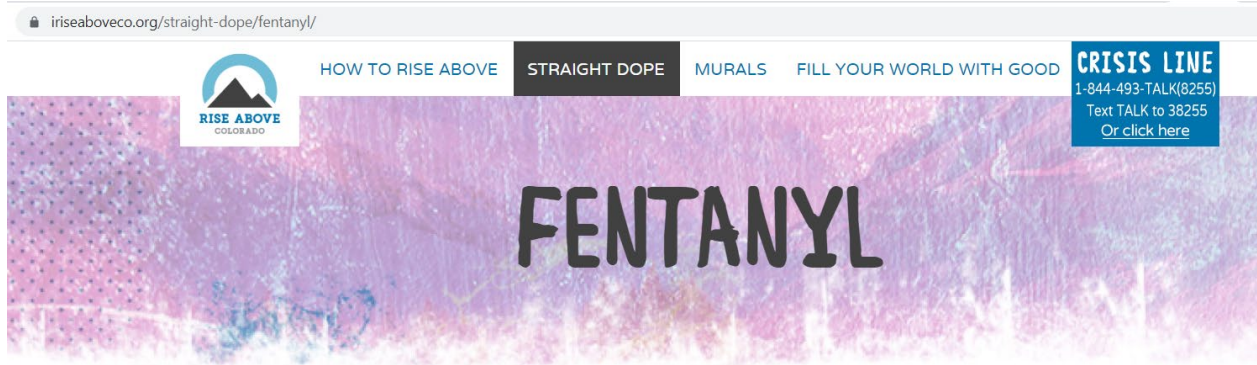 iriseaboveco.org/straight-dope/fentanyl/
HOW TO RISE ABOVE STRAIGHT DOPE MURALS FILL YOUR WORLD WITH GOOD
CRISIS LINE
1-844-493-TALK(8255)
Text TALK to 38255
Or click here
RISE ABOVE
COLORADO
FENTANYL